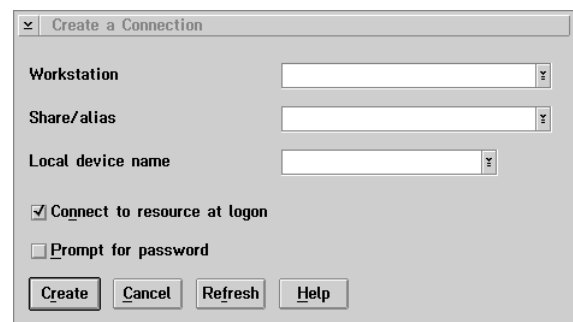 Create a Connection
Workstation
Share/alias
Local device name
Connect to resource at logon
Prompt for password
Create Cancel Refresh Help